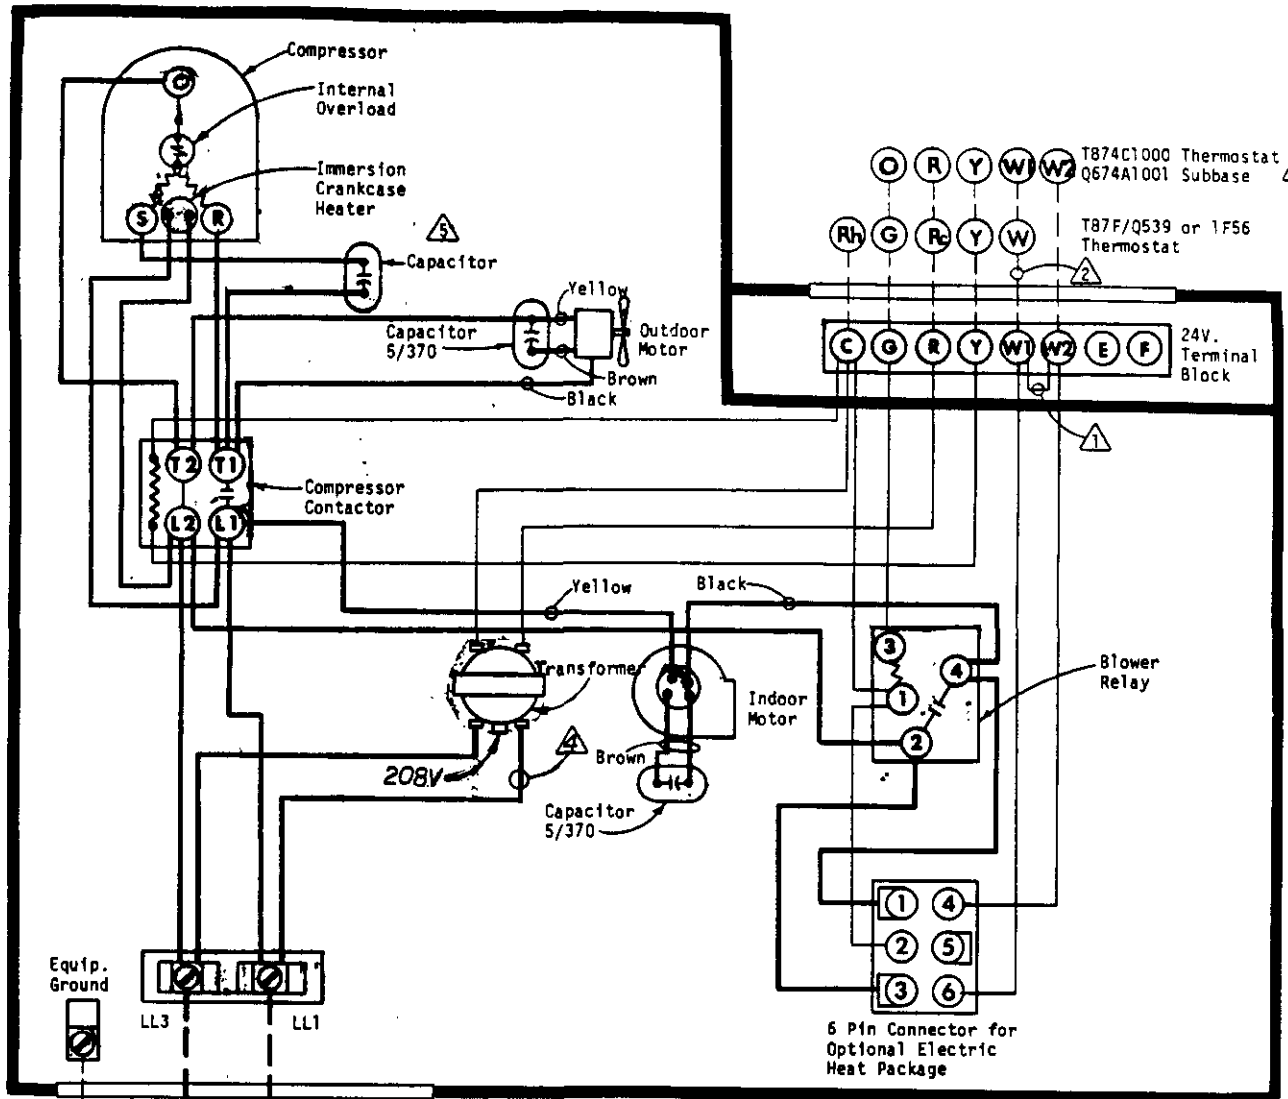 Compressor
C
Internal
Overload
Immersion
Crankcase
Heater
S
R
5
Capacitor
Yellow
Capacitor
5/370
Outdoor
Motor
Brown
Black
O R Y W1 W2
T874C1000 Thermostat
Q674A1001 Subbase
Rh G Rc Y W
T87F/Q539 or 1F56
Thermostat
2
C G R Y W1 W2 E F
24V.
Terminal
Block
1
T2 T1
L2 L1
Compressor
Contactor
Yellow
Black
Transformer
208V
4
Indoor
Motor
Brown
Capacitor
5/370
3
4
1
2
Blower
Relay
1 4
2 5
3 6
6 Pin Connector for
Optional Electric
Heat Package
Equip.
Ground
LL3
LL1